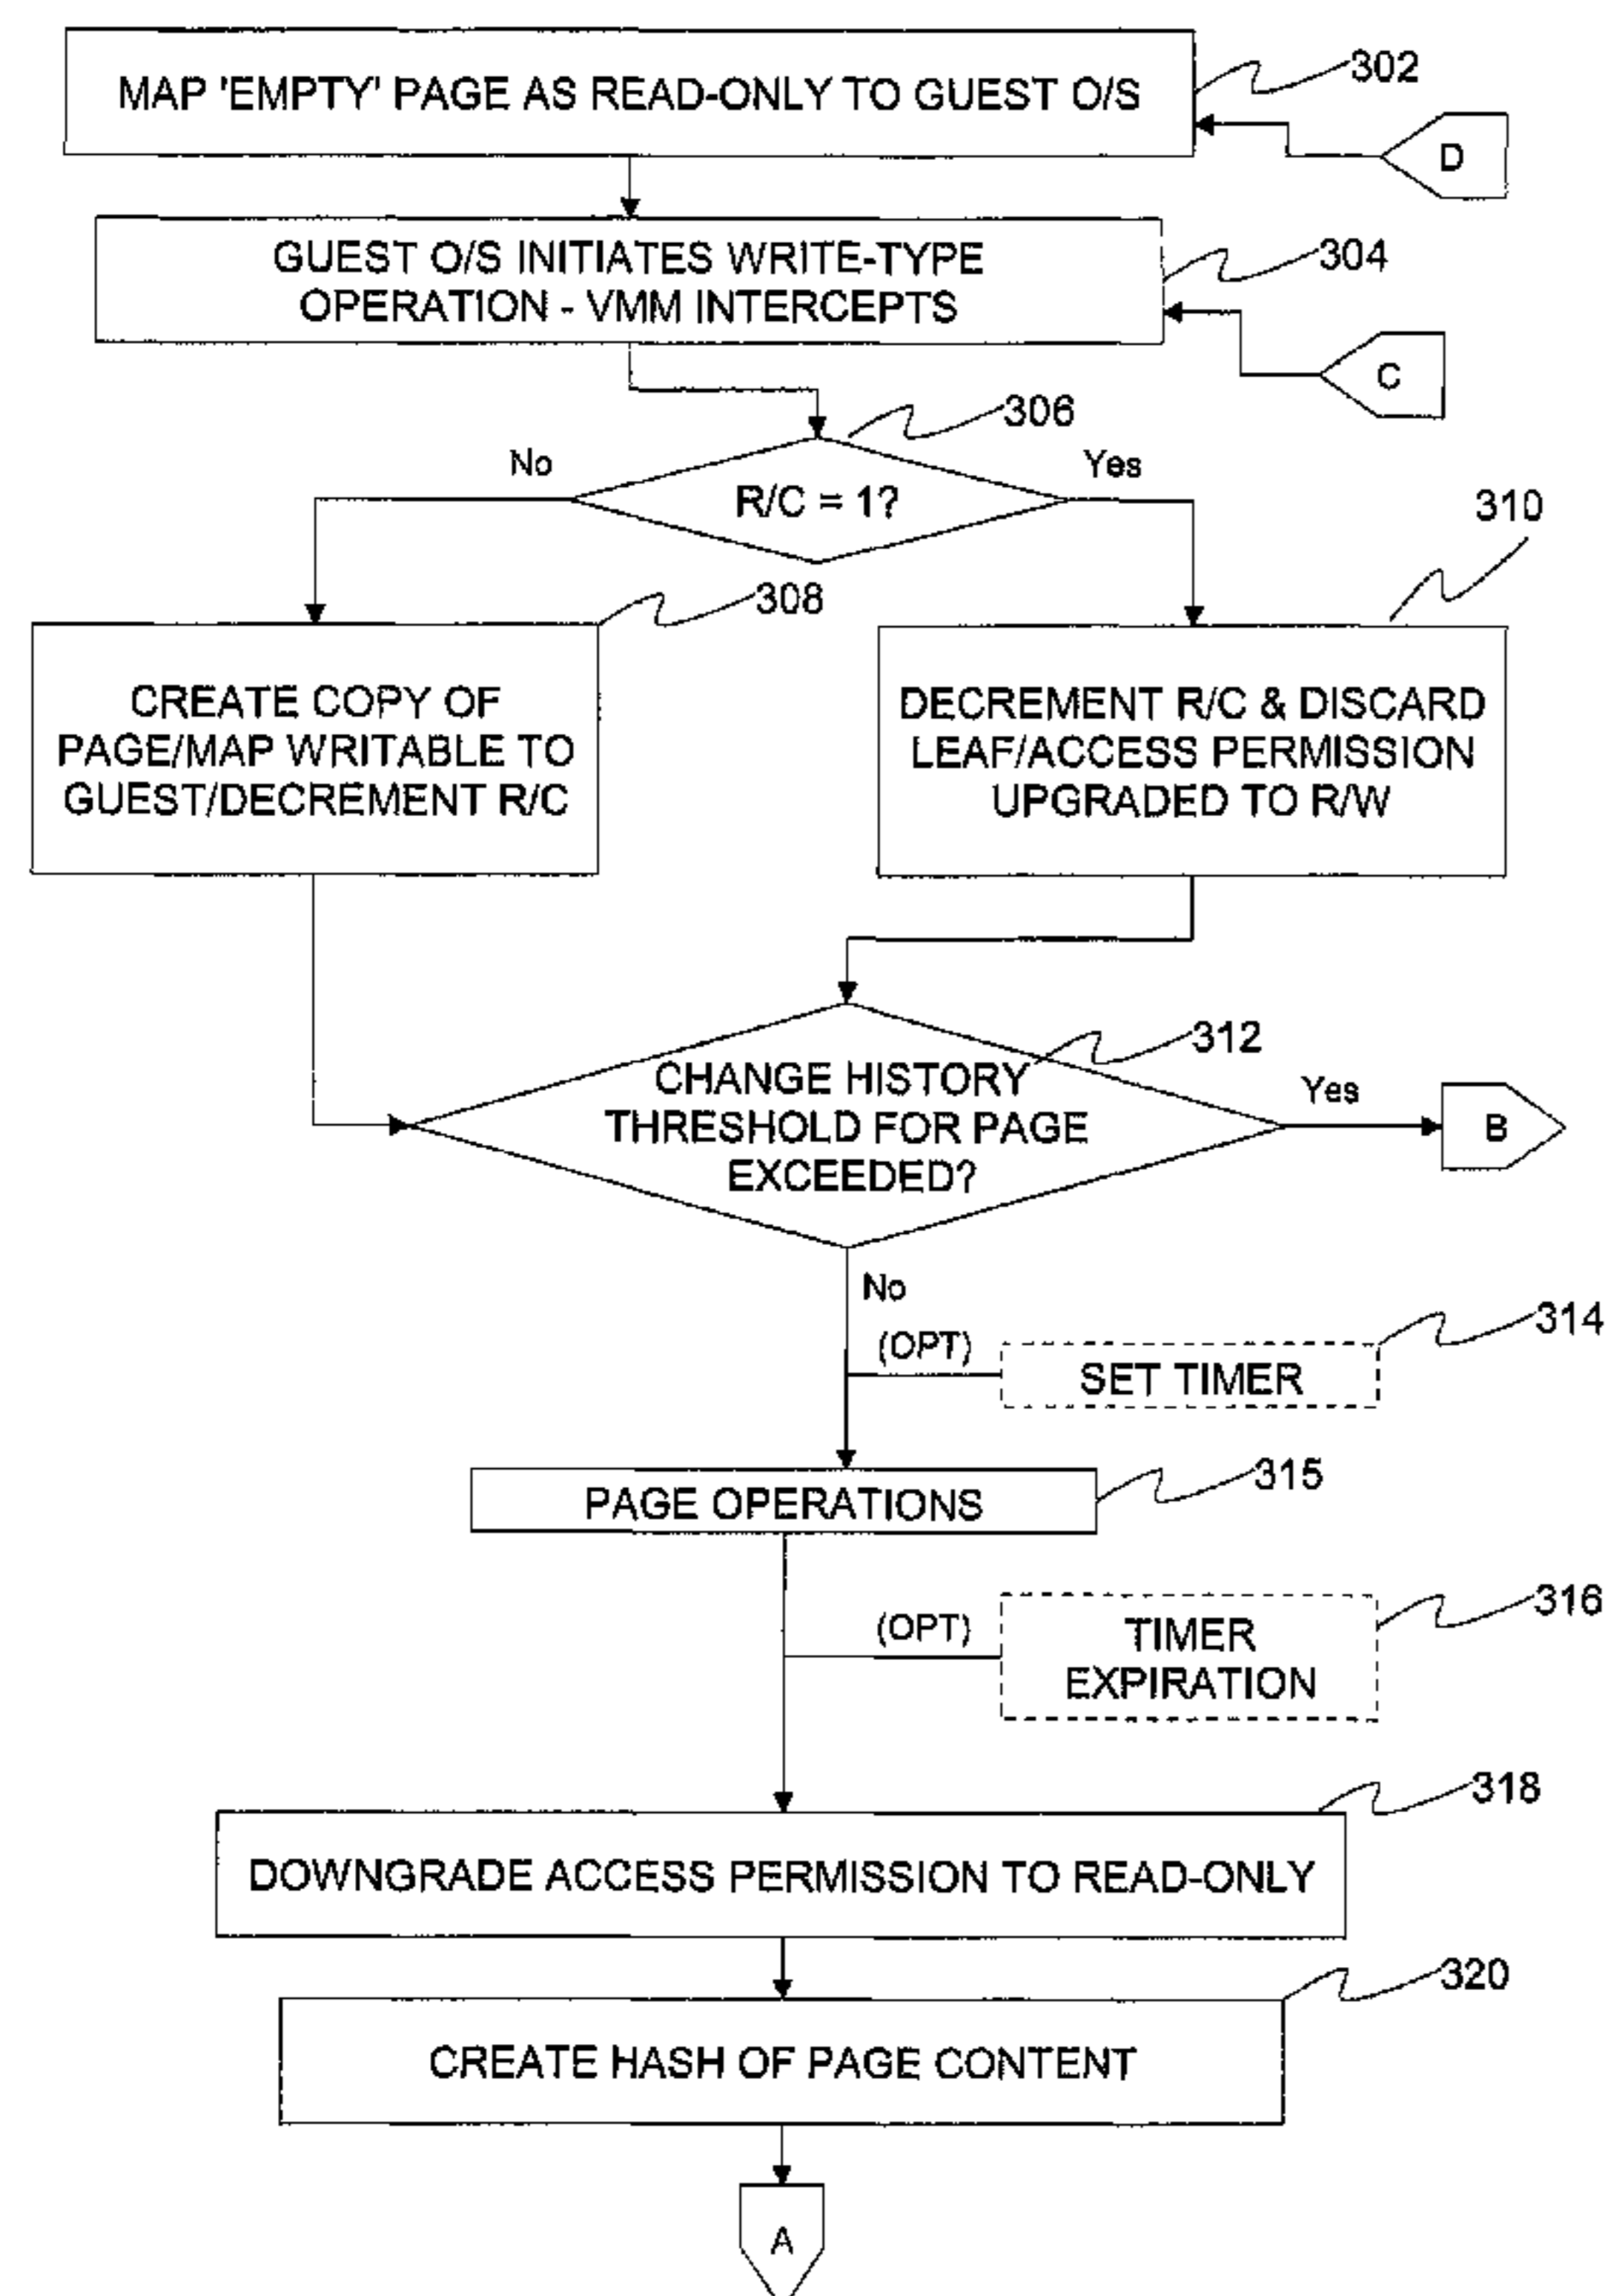 MAP 'EMPTY' PAGE AS READ-ONLY TO GUEST O/S
302
D
GUEST O/S INITIATES WRITE-TYPE
OPERATION - VMM INTERCEPTS
304
C
306
No
Yes
R/C = 1?
310
308
CREATE COPY OF
PAGE/MAP WRITABLE TO
GUEST/DECREMENT R/C
DECREMENT R/C & DISCARD
LEAF/ACCESS PERMISSION
UPGRADED TO R/W
312
CHANGE HISTORY
THRESHOLD FOR PAGE
EXCEEDED?
Yes
B
No
(OPT)
SET TIMER
314
PAGE OPERATIONS
315
(OPT)
TIMER
EXPIRATION
316
318
DOWNGRADE ACCESS PERMISSION TO READ-ONLY
320
CREATE HASH OF PAGE CONTENT
A